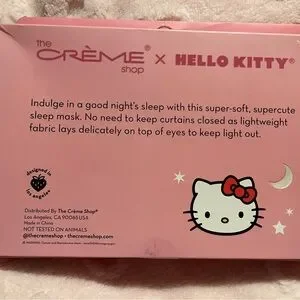 the
CRÈME® × HELLO KITTY®
shop
Indulge in a good night's sleep with this super-soft, supercute
sleep mask. No need to keep curtains closed as lightweight
fabric lays delicately on top of eyes to keep light out.
designed in
los angeles
Distributed By The Crème Shop®
Los Angeles, CA 90065 USA
Made in China
NOT TESTED ON ANIMALS
@thecremeshop • thecremeshop.com